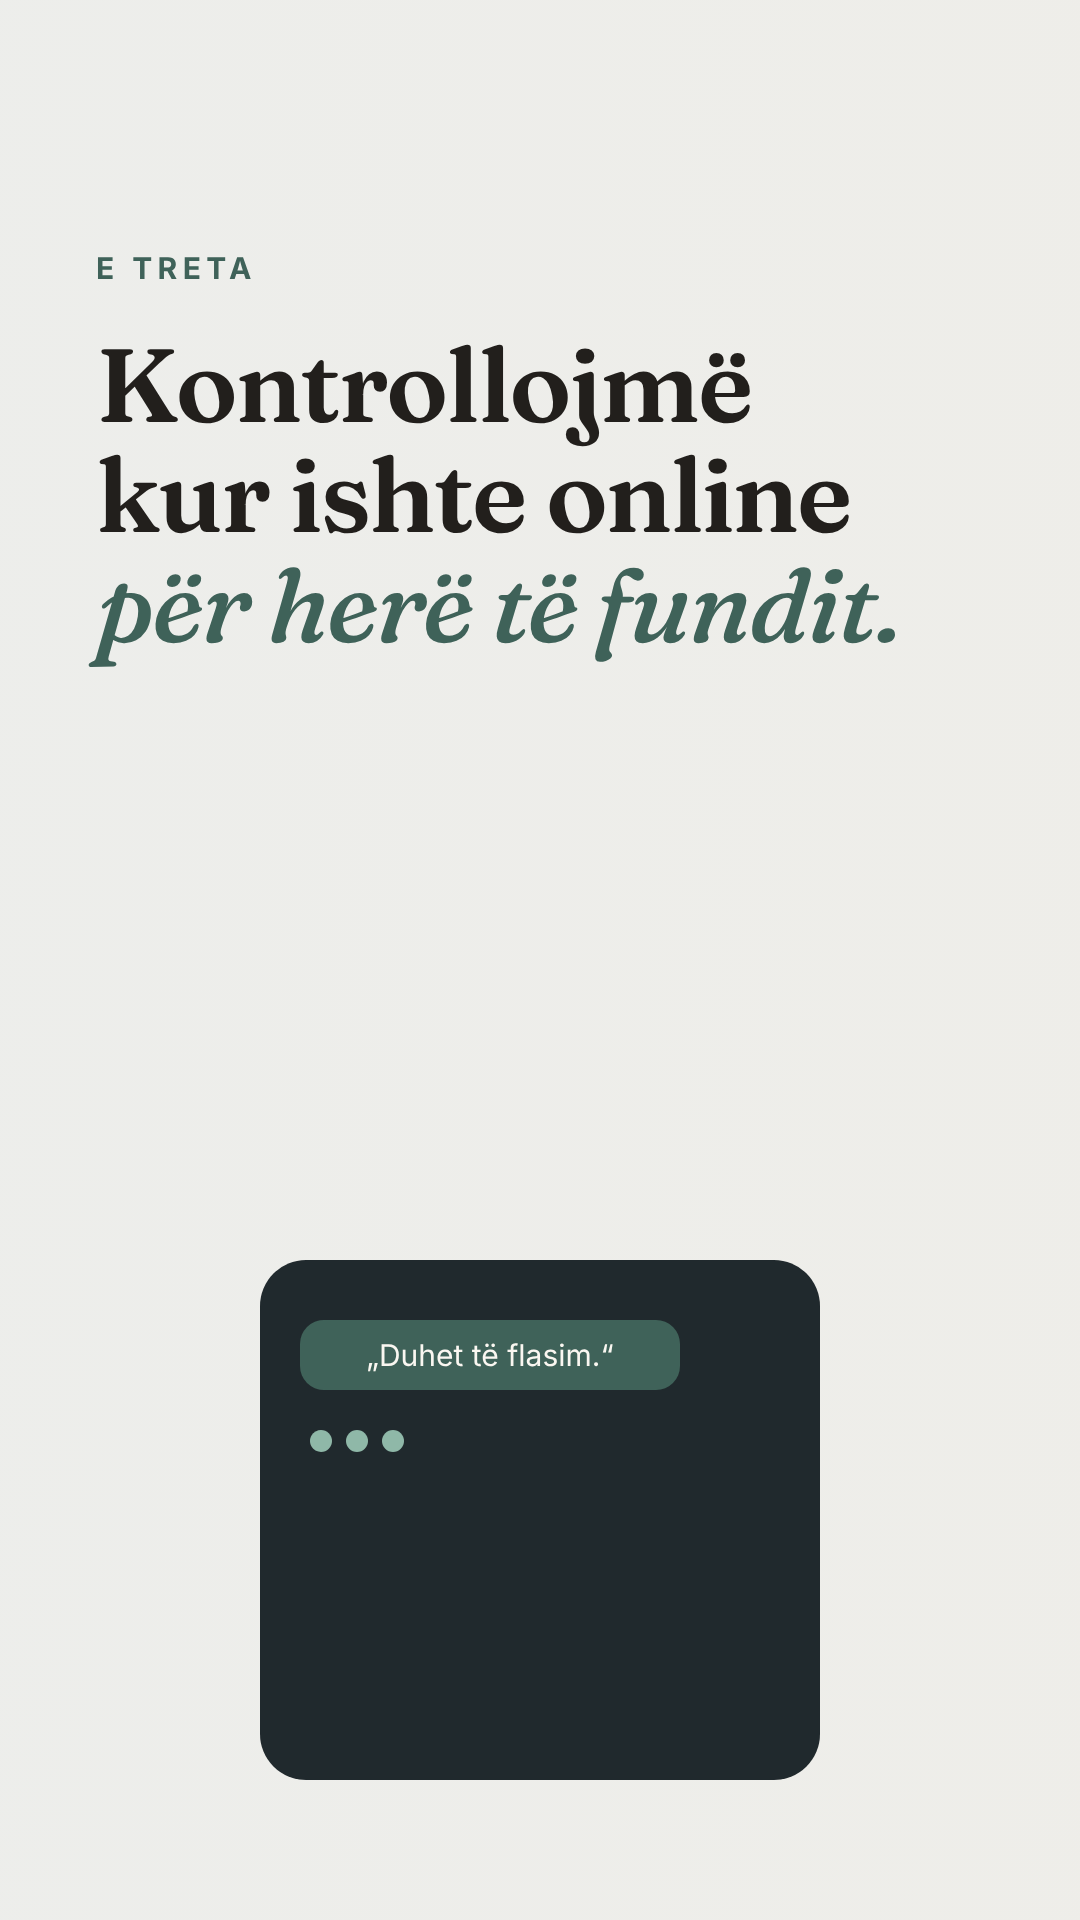 E TRETA
Kontrollojmë
kur ishte online
për herë të fundit.
„Duhet të flasim.“